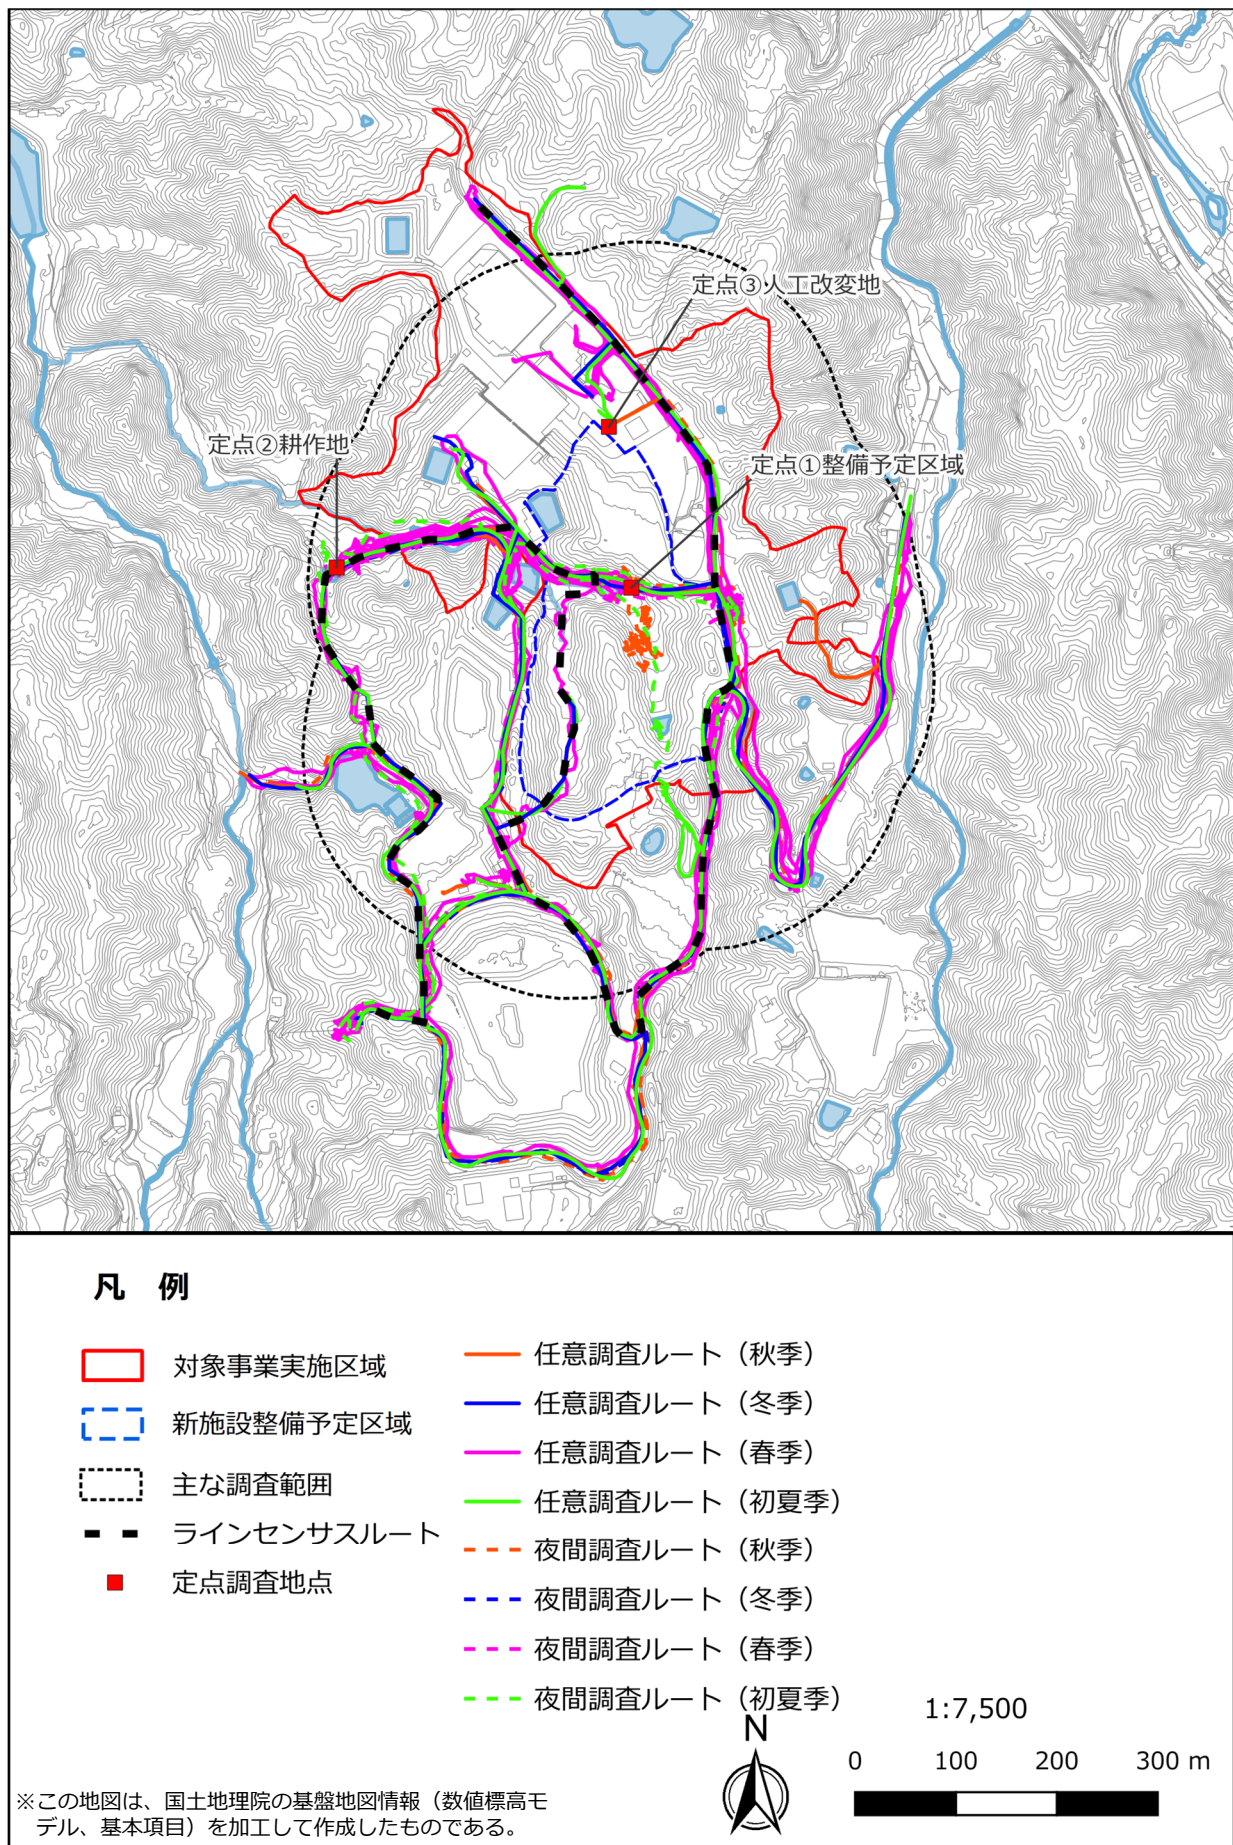 定点③人工改変地
定点②耕作地
定点①整備予定区域
凡 例
対象事業実施区域
新施設整備予定区域
主な調査範囲
ラインセンサスルート
定点調査地点
任意調査ルート（秋季）
任意調査ルート（冬季）
任意調査ルート（春季）
任意調査ルート（初夏季）
夜間調査ルート（秋季）
夜間調査ルート（冬季）
夜間調査ルート（春季）
夜間調査ルート（初夏季）
1:7,500
N
0 100 200 300 m
※この地図は、国土地理院の基盤地図情報（数値標高モ
デル、基本項目）を加工して作成したものである。